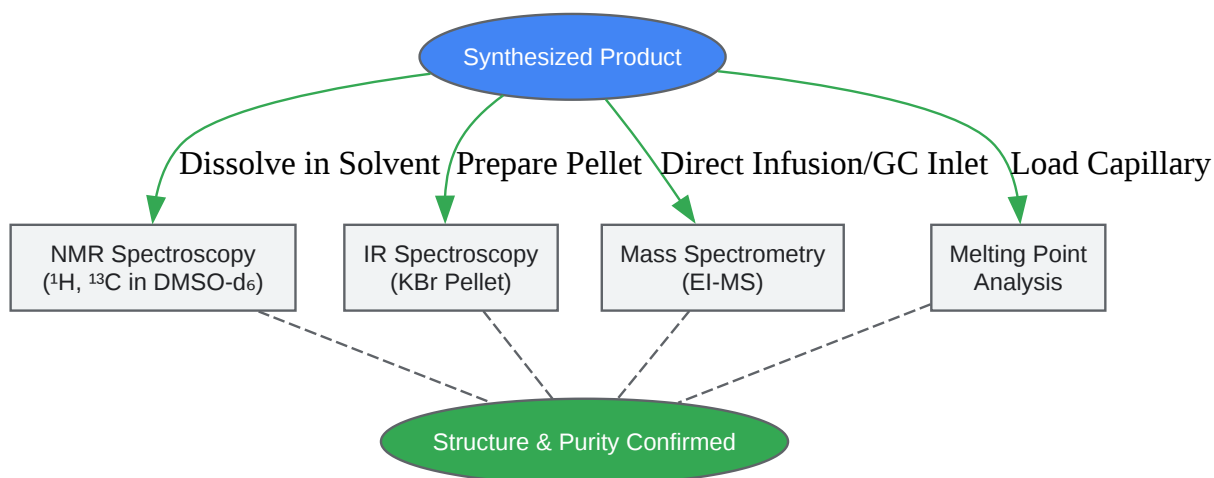 Synthesized Product
Dissolve in Solvent
Prepare Pellet
Direct Infusion/GC Inlet
Load Capillary
NMR Spectroscopy
(¹H, ¹³C in DMSO-d₆)
IR Spectroscopy
(KBr Pellet)
Mass Spectrometry
(EI-MS)
Melting Point
Analysis
Structure & Purity Confirmed